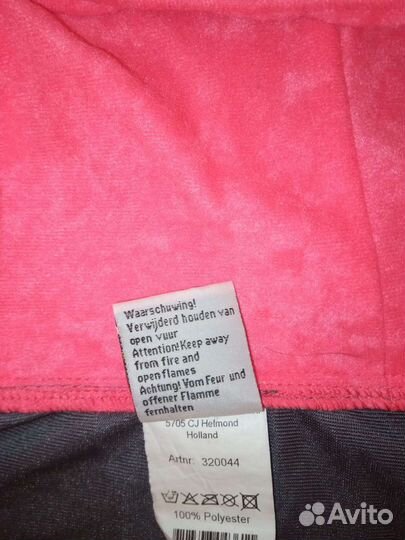 Waarschuwing!
Verwijderd houden van
open vuur
Attention! Keep away
from fire and
open flames
Achtung! Vom Feur und
offener Flamme
fernhalten
5705 CJ Helmond
Holland
Artnr. 320044
100% Polyester
Avito